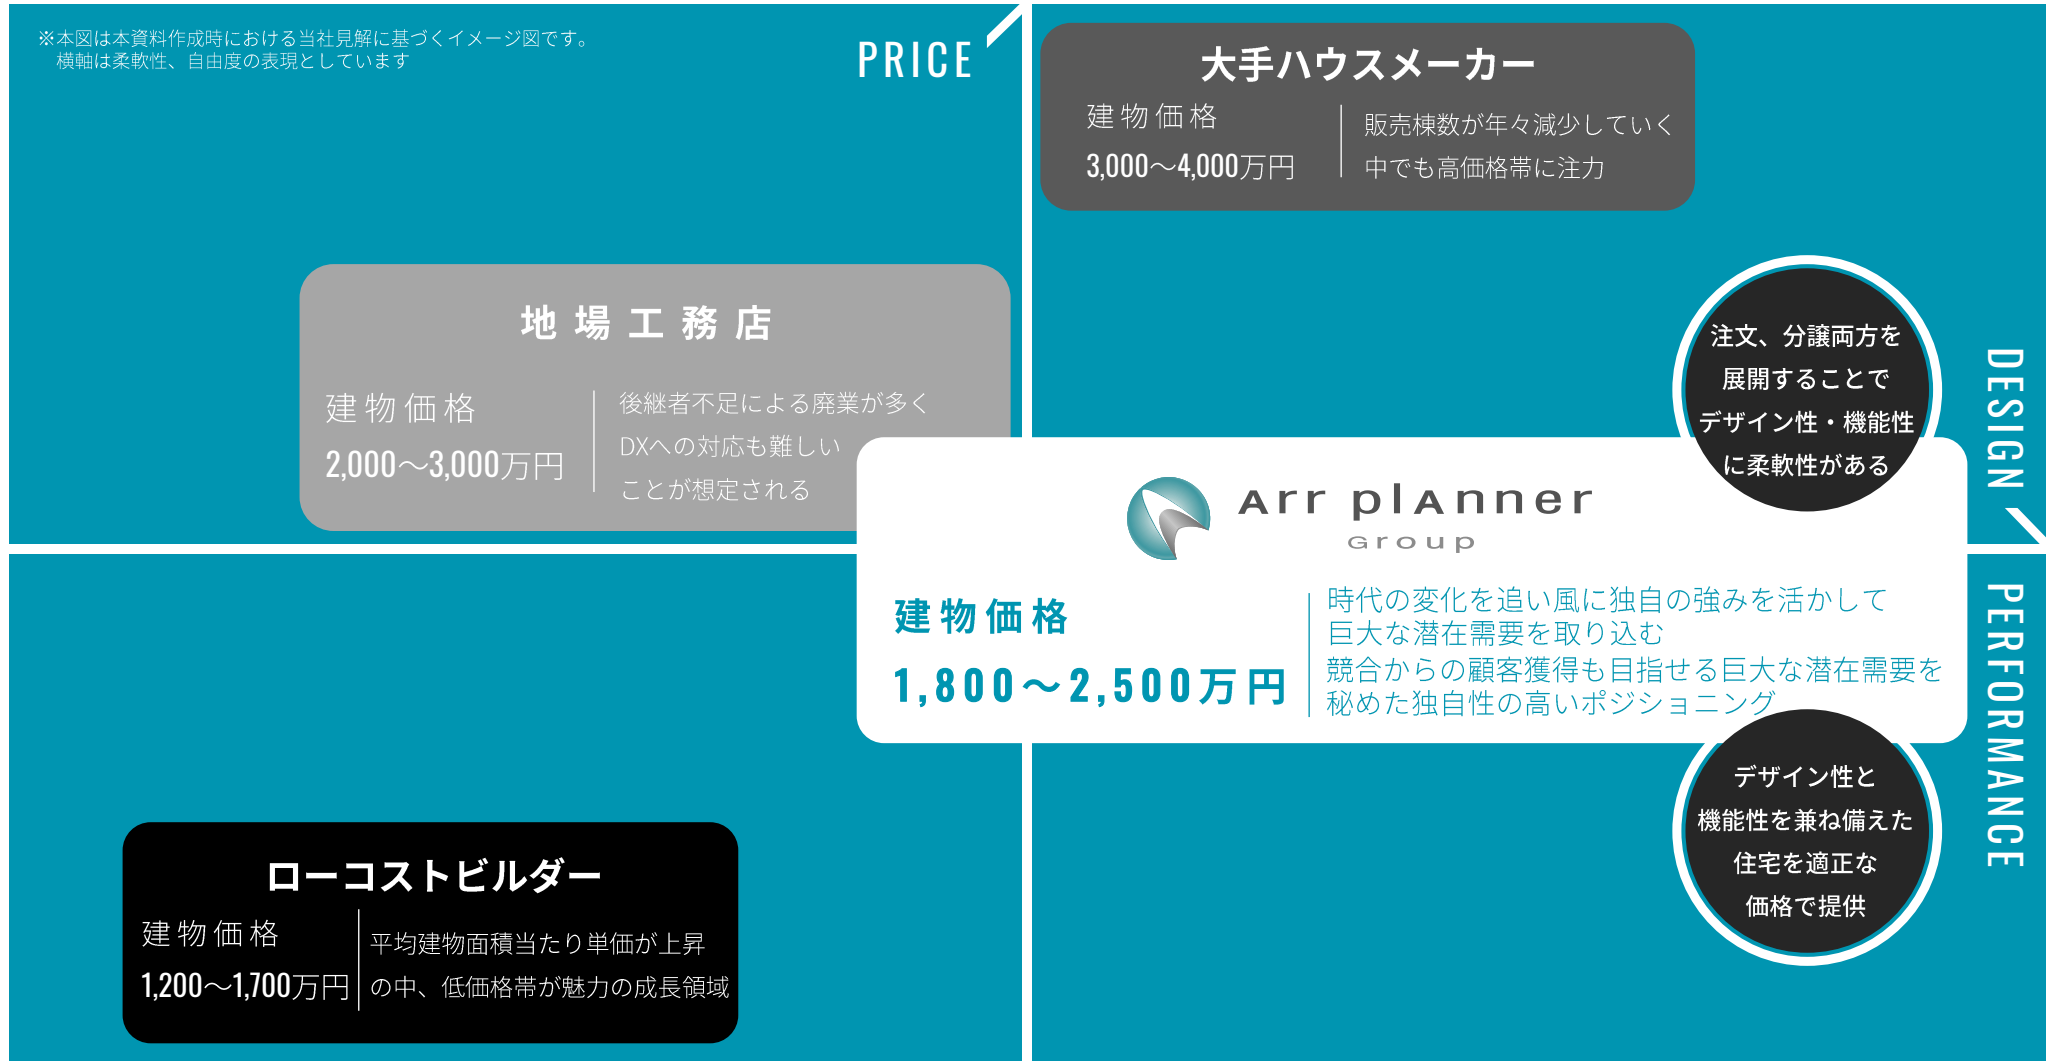 ※本図は本資料作成時における当社見解に基づくイメージ図です。
横軸は柔軟性、自由度の表現としています
PRICE
大手ハウスメーカー
建物価格
3,000〜4,000万円
販売棟数が年々減少していく
中でも高価格帯に注力
地場工務店
建物価格
2,000〜3,000万円
後継者不足による廃業が多く
DXへの対応も難しい
ことが想定される
注文、分譲両方を
展開することで
デザイン性・機能性
に柔軟性がある
DESIGN
PERFORMANCE
Arr plAnner
Group
建物価格
1,800〜2,500万円
時代の変化を追い風に独自の強みを活かして
巨大な潜在需要を取り込む
競合からの顧客獲得も目指せる巨大な潜在需要を
秘めた独自性の高いポジショニング
デザイン性と
機能性を兼ね備えた
住宅を適正な
価格で提供
ローコストビルダー
建物価格
1,200〜1,700万円
平均建物面積当たり単価が上昇
の中、低価格帯が魅力の成長領域